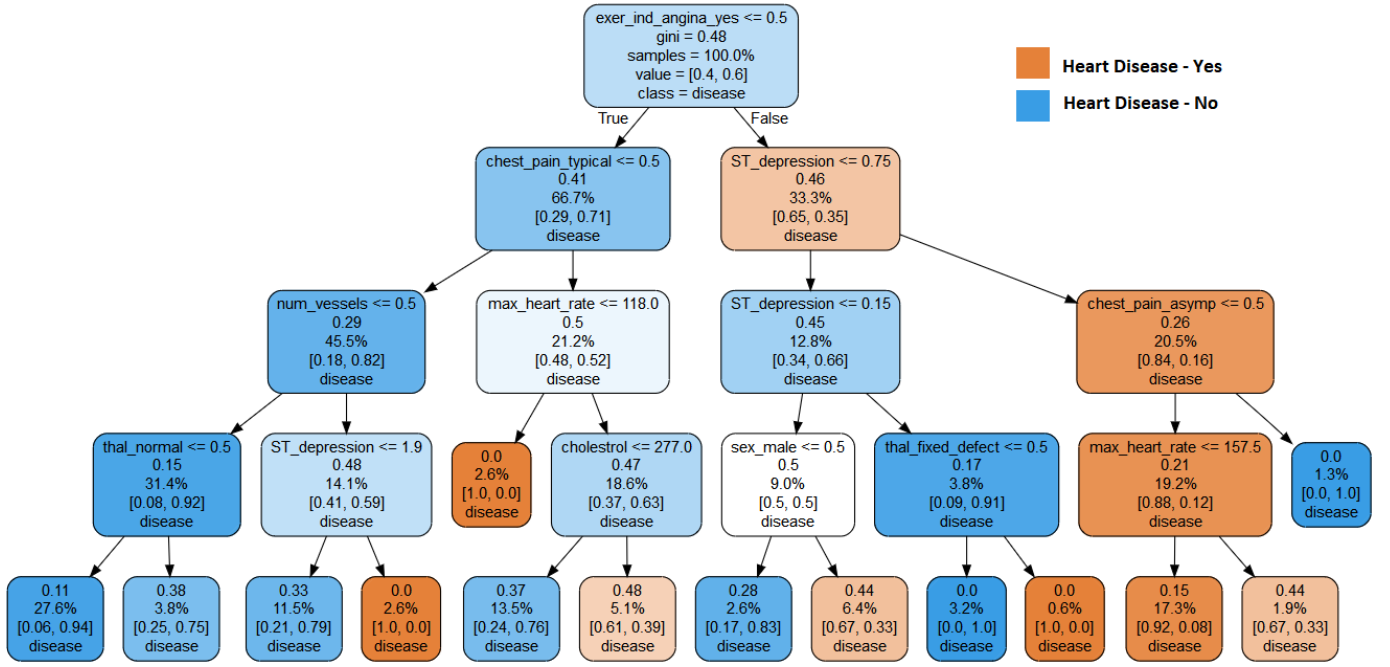 exer_ind_angina_yes <= 0.5
gini = 0.48
samples = 100.0%
value = [0.4, 0.6]
class = disease
Heart Disease - Yes
Heart Disease - No
True
False
chest_pain_typical <= 0.5
0.41
66.7%
[0.29, 0.71]
disease
ST_depression <= 0.75
0.46
33.3%
[0.65, 0.35]
disease
num_vessels <= 0.5
0.29
45.5%
[0.18, 0.82]
disease
max_heart_rate <= 118.0
0.5
21.2%
[0.48, 0.52]
disease
ST_depression <= 0.15
0.45
12.8%
[0.34, 0.66]
disease
chest_pain_asymp <= 0.5
0.26
20.5%
[0.84, 0.16]
disease
thal_normal <= 0.5
0.15
31.4%
[0.08, 0.92]
disease
ST_depression <= 1.9
0.48
14.1%
[0.41, 0.59]
disease
0.0
2.6%
[1.0, 0.0]
disease
cholestrol <= 277.0
0.47
18.6%
[0.37, 0.63]
disease
sex_male <= 0.5
0.5
9.0%
[0.5, 0.5]
disease
thal_fixed_defect <= 0.5
0.17
3.8%
[0.09, 0.91]
disease
max_heart_rate <= 157.5
0.21
19.2%
[0.88, 0.12]
disease
0.0
1.3%
[0.0, 1.0]
disease
0.11
27.6%
[0.06, 0.94]
disease
0.38
3.8%
[0.25, 0.75]
disease
0.33
11.5%
[0.21, 0.79]
disease
0.0
2.6%
[1.0, 0.0]
disease
0.37
13.5%
[0.24, 0.76]
disease
0.48
5.1%
[0.61, 0.39]
disease
0.28
2.6%
[0.17, 0.83]
disease
0.44
6.4%
[0.67, 0.33]
disease
0.0
3.2%
[0.0, 1.0]
disease
0.0
0.6%
[1.0, 0.0]
disease
0.15
17.3%
[0.92, 0.08]
disease
0.44
1.9%
[0.67, 0.33]
disease